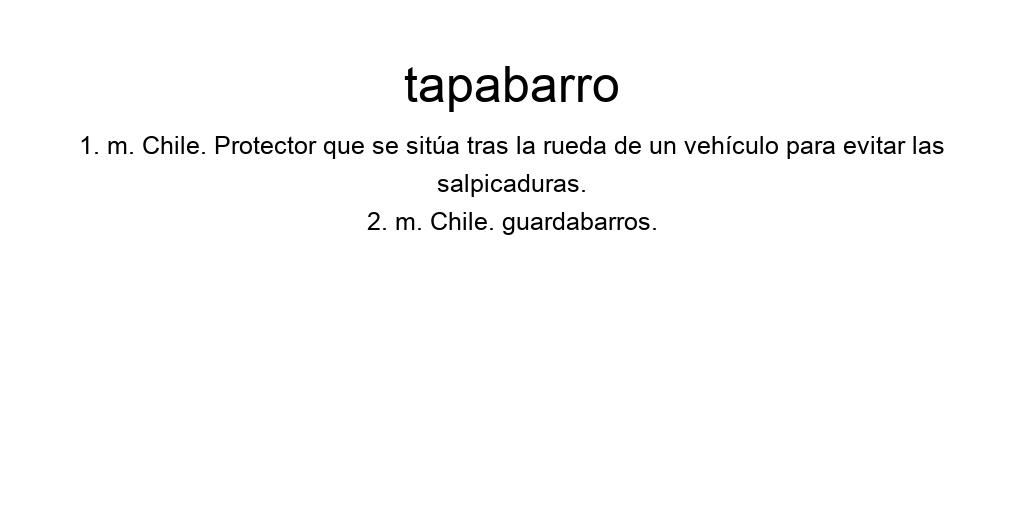 tapabarro
1. m. Chile. Protector que se sitúa tras la rueda de un vehículo para evitar las
salpicaduras.
2. m. Chile. guardabarros.